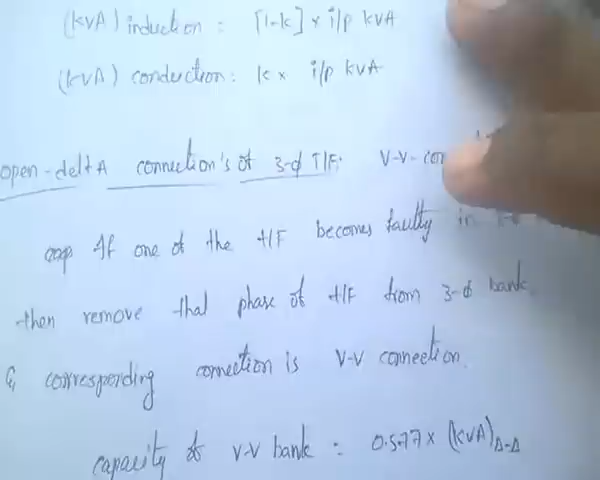 (kVA) induction : [1-k] x i/p kVA
(kVA) conduction : k x i/p kVA
open-deltA connection's of 3-ϕ T/F: V-V-
If one of the t/F becomes faulty in
then remove that phase of t/F from 3-ϕ bank.
& corresponding connection is V-V connection.
capacity of V-V bank : 0.577 x (kVA)Δ-Δ